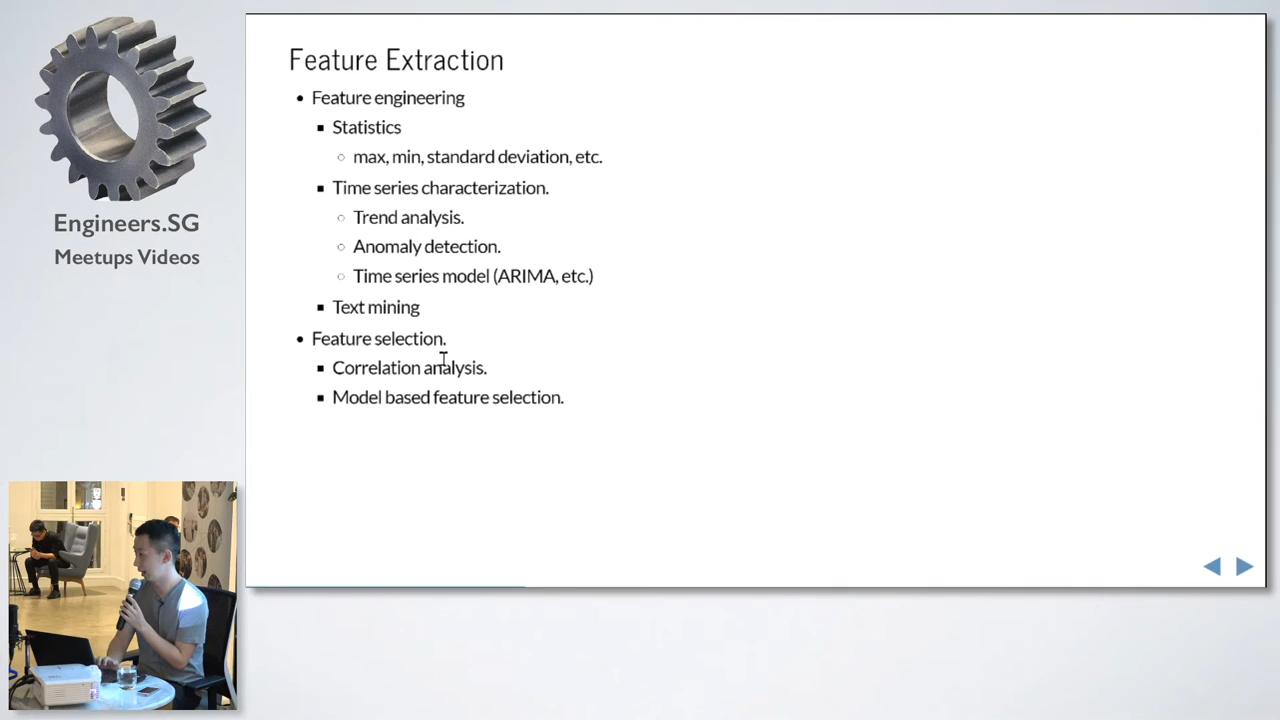 Engineers.SG
Meetups Videos
Feature Extraction
Feature engineering
Statistics
max, min, standard deviation, etc.
Time series characterization.
Trend analysis.
Anomaly detection.
Time series model (ARIMA, etc.)
Text mining
Feature selection.
Correlation analysis.
Model based feature selection.